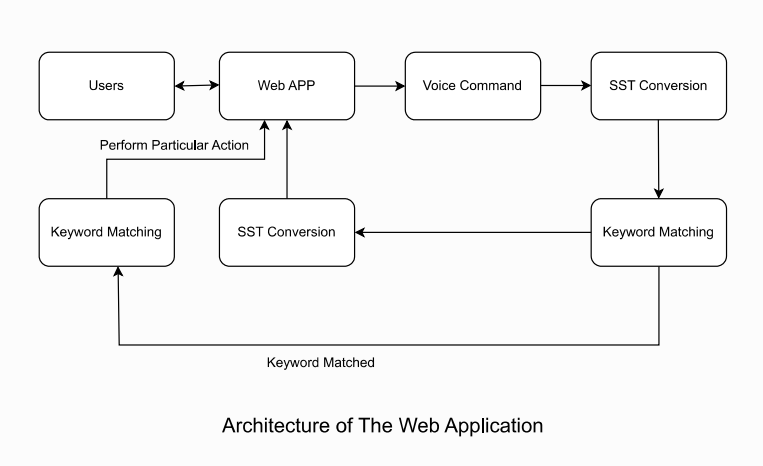 Users
Web APP
Voice Command
SST Conversion
Perform Particular Action
Keyword Matching
SST Conversion
Keyword Matching
Keyword Matched
Architecture of The Web Application